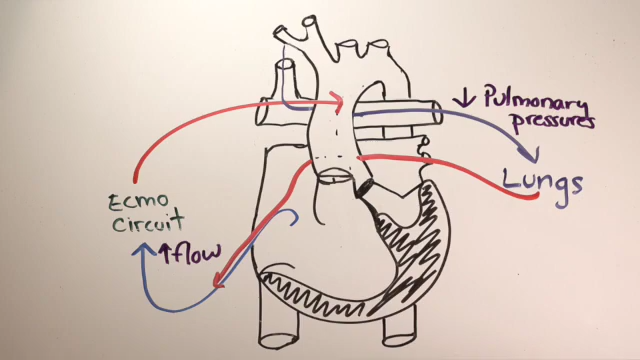 ↓ Pulmonary
pressures
Lungs
Ecmo
Circuit
↑flow